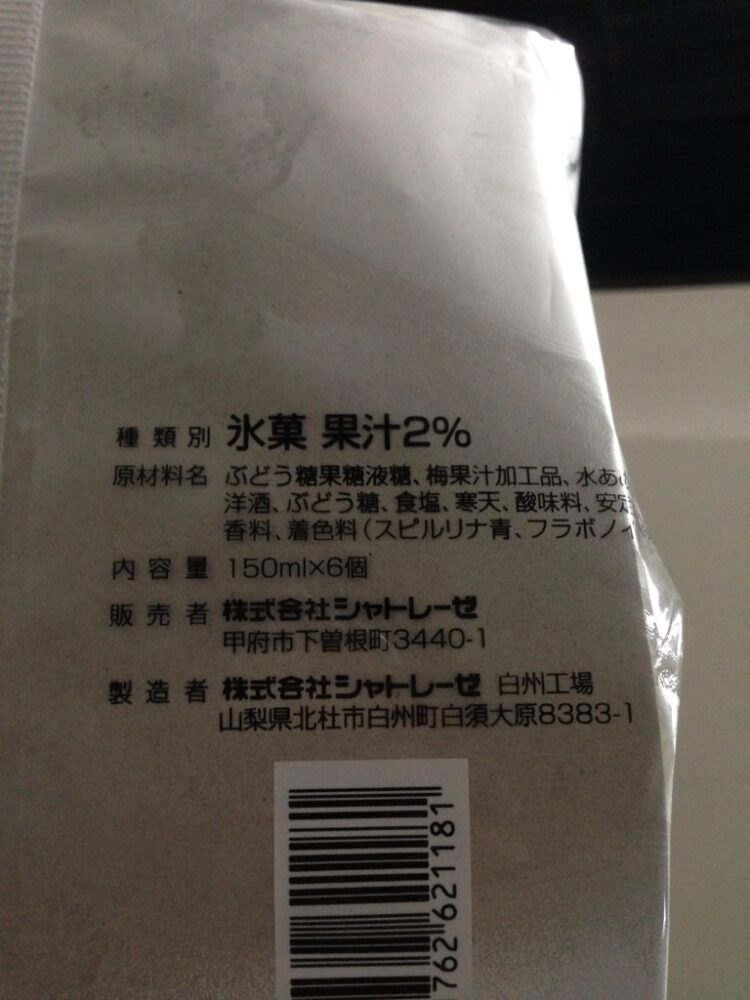 種類別 氷菓 果汁2%
原材料名 ぶどう糖果糖液糖、梅果汁加工品、水あ
洋酒、ぶどう糖、食塩、寒天、酸味料、安定
香料、着色料(スピルリナ青、フラボノイ
内容量 150ml×6個
販売者 株式会社シャトレーゼ
甲府市下曽根町3440-1
製造者 株式会社シャトレーゼ 白州工場
山梨県北杜市白州町白須大原8383-1
762621181